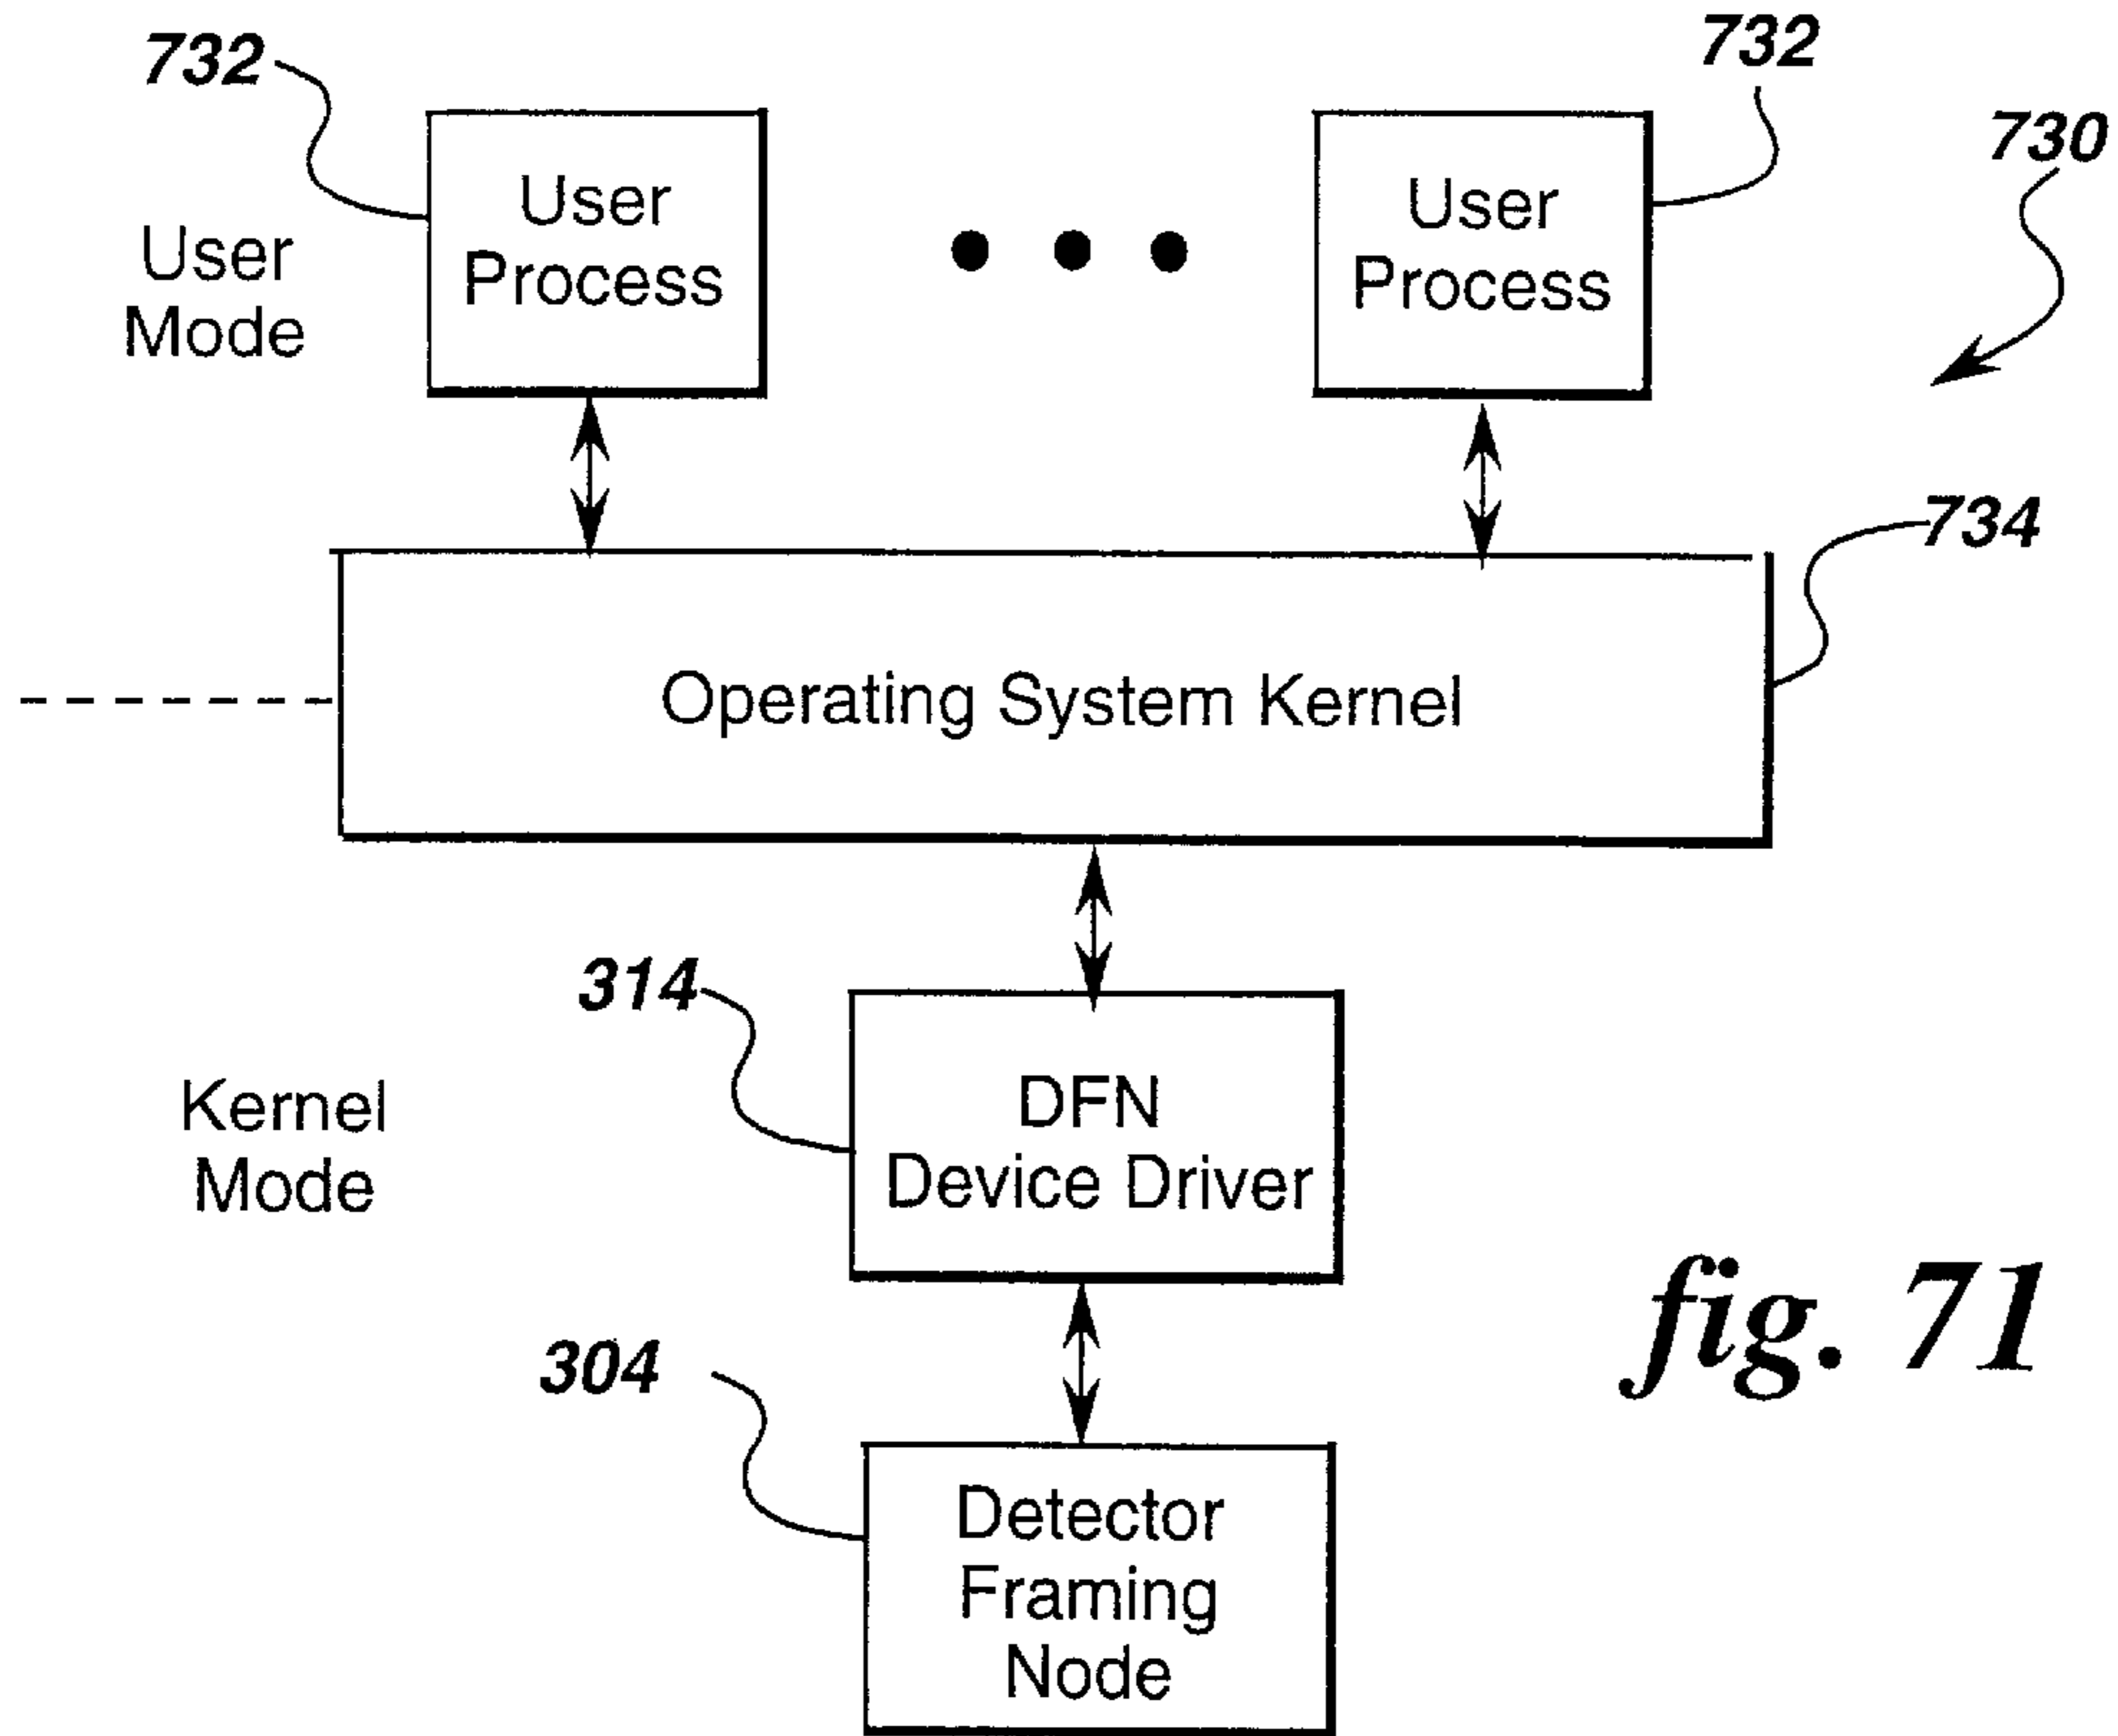 732
732
730
User
Process
User
Process
User
Mode
734
Operating System Kernel
314
DFN
Device Driver
Kernel
Mode
304
Detector
Framing
Node
fig. 71